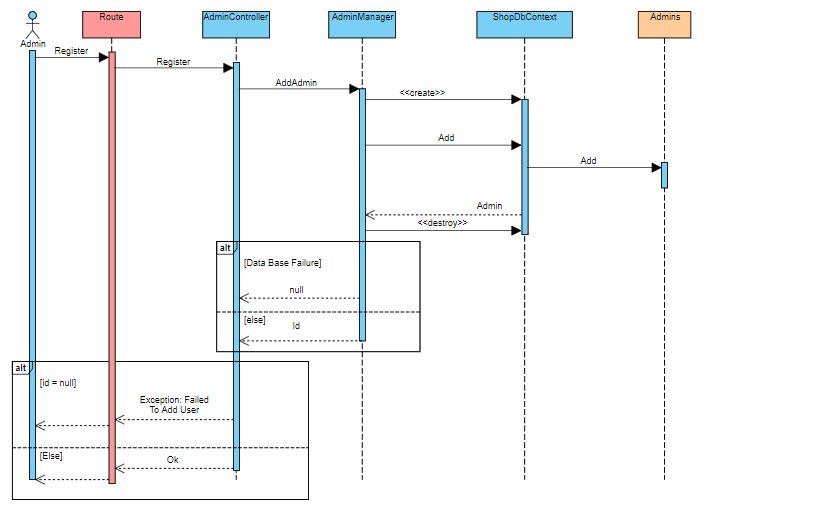 Route
AdminController
AdminManager
ShopDbContext
Admins
Admin
Register
Register
AddAdmin
<<create>>
Add
Add
Admin
<<destroy>>
alt
[Data Base Failure]
null
[else]
Id
alt
[id = null]
Exception: Failed
To Add User
[Else]
Ok